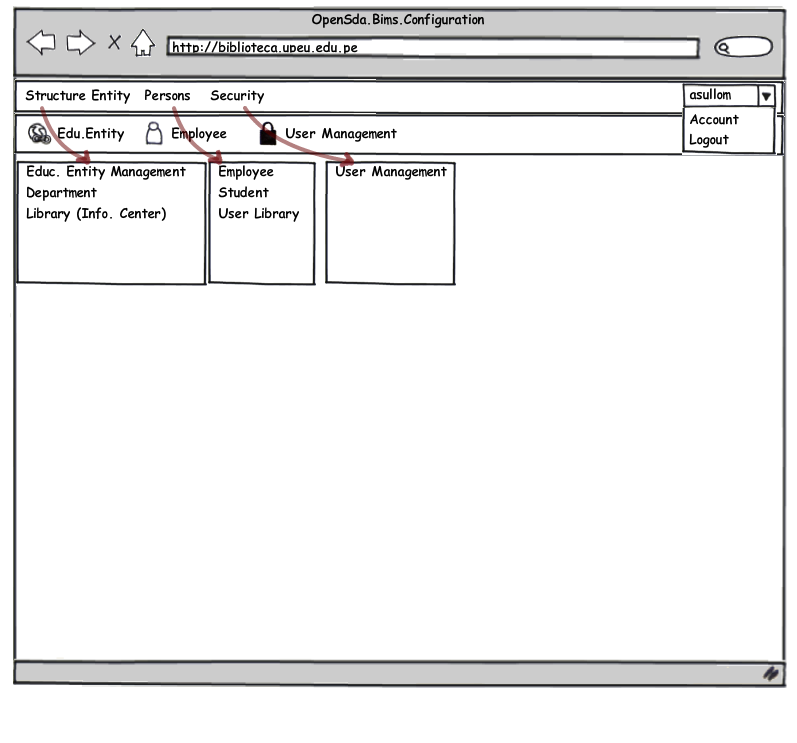 OpenSda.Bims.Configuration
http://biblioteca.upeu.edu.pe
Structure Entity Persons Security asullom
Account
Logout
Edu.Entity Employee User Management
Educ. Entity Management
Department
Library (Info. Center)
Employee
Student
User Library
User Management